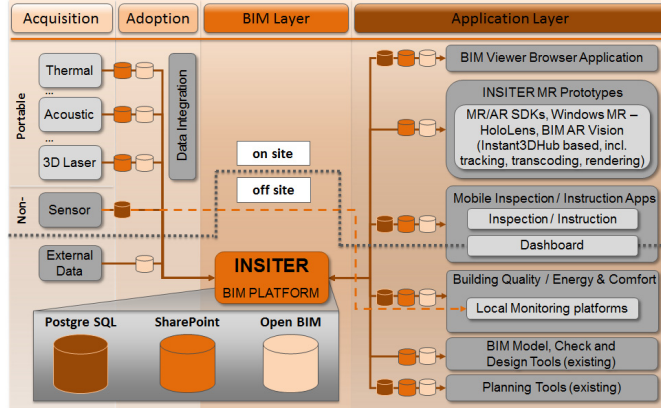 Acquisition
Adoption
BIM Layer
Application Layer
Portable
Thermal
...
Acoustic
...
3D Laser
Non-
Sensor
External
Data
Data Integration
on site
off site
INSITER
BIM PLATFORM
Postgre SQL
SharePoint
Open BIM
BIM Viewer Browser Application
INSITER MR Prototypes
MR/AR SDKs, Windows MR –
HoloLens, BIM AR Vision
(Instant3DHub based, incl.
tracking, transcoding, rendering)
Mobile Inspection / Instruction Apps
Inspection / Instruction
Dashboard
Building Quality / Energy & Comfort
Local Monitoring platforms
BIM Model, Check and
Design Tools (existing)
Planning Tools (existing)